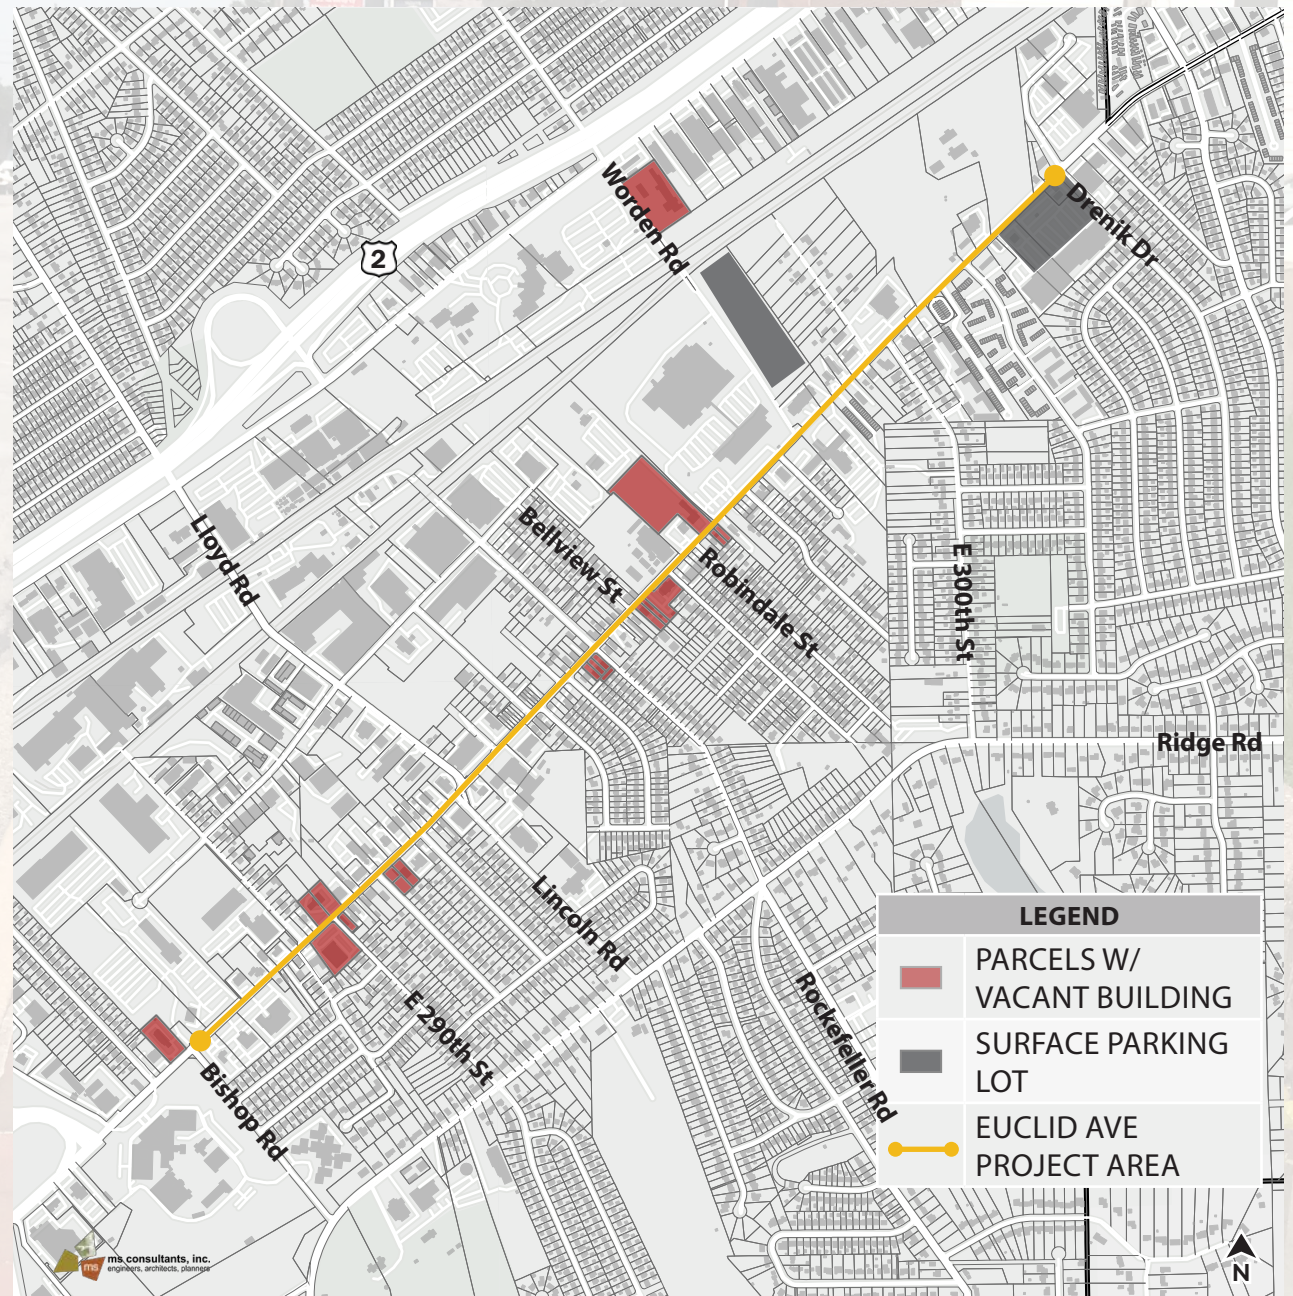 Worden Rd
Drenik Dr
2
Lloyd Rd
Bellview St
Robindale St
E 300th St
Ridge Rd
Lincoln Rd
E 290th St
Rockefeller Rd
Bishop Rd
LEGEND
PARCELS W/
VACANT BUILDING
SURFACE PARKING
LOT
EUCLID AVE
PROJECT AREA
ms
ms consultants, inc.
engineers, architects, planners
N